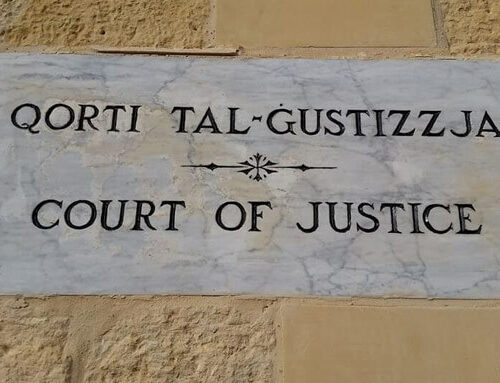 QORTI TAL-ĠUSTIZZJA
COURT OF JUSTICE